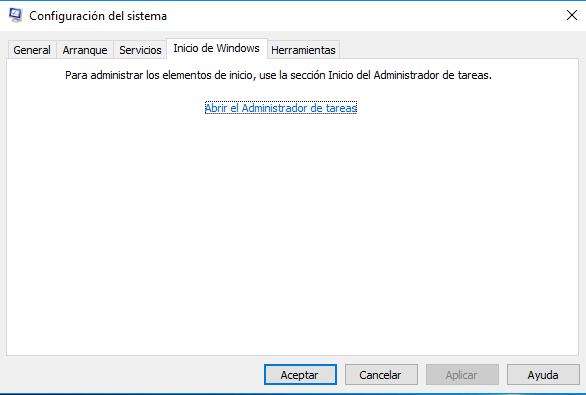 Configuración del sistema
General Arranque Servicios Inicio de Windows Herramientas
Para administrar los elementos de inicio, use la sección Inicio del Administrador de tareas.
Abrir el Administrador de tareas
Aceptar Cancelar Aplicar Ayuda